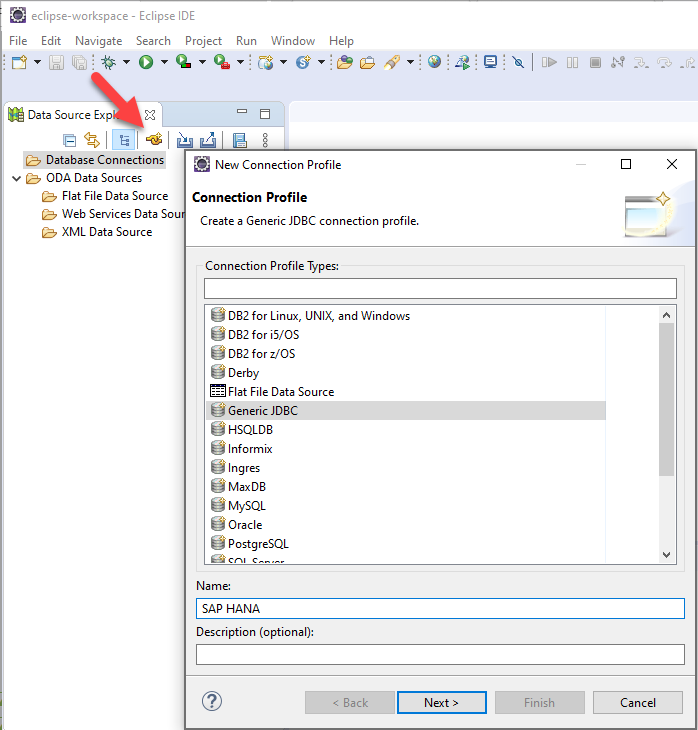 eclipse-workspace - Eclipse IDE
File Edit Navigate Search Project Run Window Help
Data Source Exp
Database Connections
ODA Data Sources
Flat File Data Source
Web Services Data Sour
XML Data Source
New Connection Profile
Connection Profile
Create a Generic JDBC connection profile.
Connection Profile Types:
DB2 for Linux, UNIX, and Windows
DB2 for i5/OS
DB2 for z/OS
Derby
Flat File Data Source
Generic JDBC
HSQLDB
Informix
Ingres
MaxDB
MySQL
Oracle
PostgreSQL
SQL Server
Name:
SAP HANA
Description (optional):
?
< Back Next > Finish Cancel